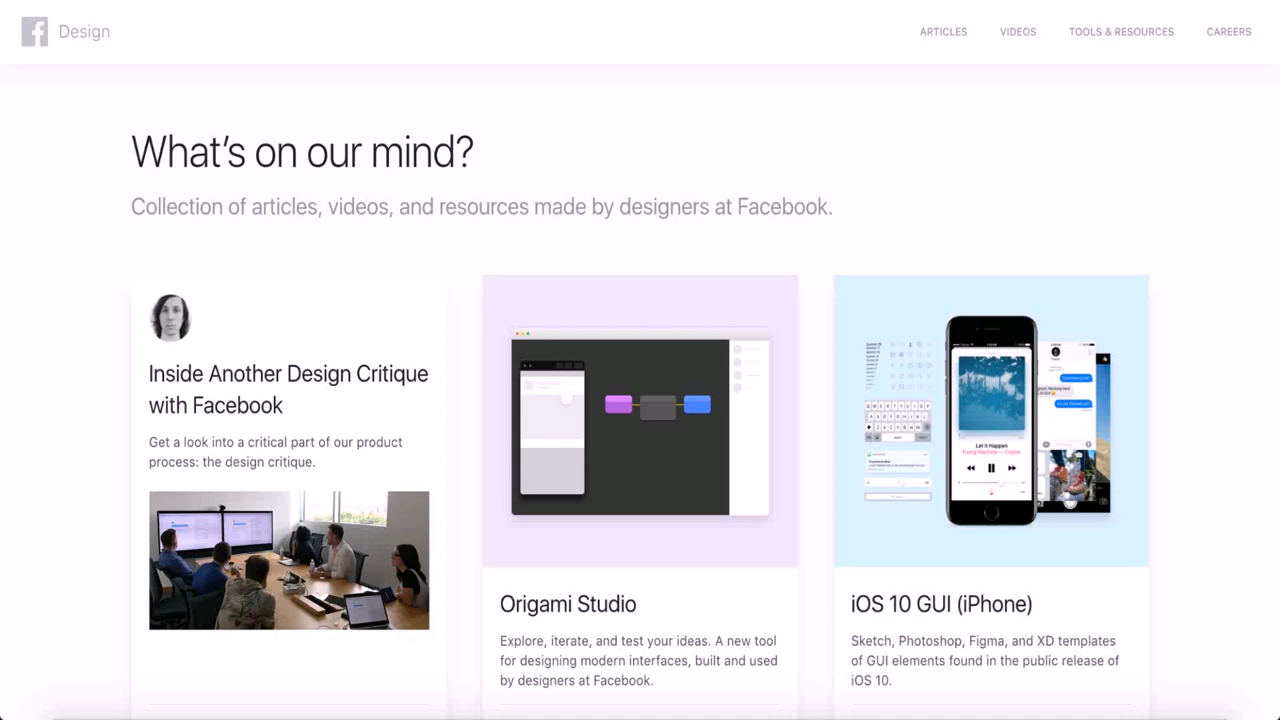 Design
ARTICLES
VIDEOS
TOOLS & RESOURCES
CAREERS
What's on our mind?
Collection of articles, videos, and resources made by designers at Facebook.
Inside Another Design Critique
with Facebook
Get a look into a critical part of our product
process: the design critique.
Origami Studio
Explore, iterate, and test your ideas. A new tool
for designing modern interfaces, built and used
by designers at Facebook.
Let it Happen
iOS 10 GUI (iPhone)
Sketch, Photoshop, Figma, and XD templates
of GUI elements found in the public release of
iOS 10.